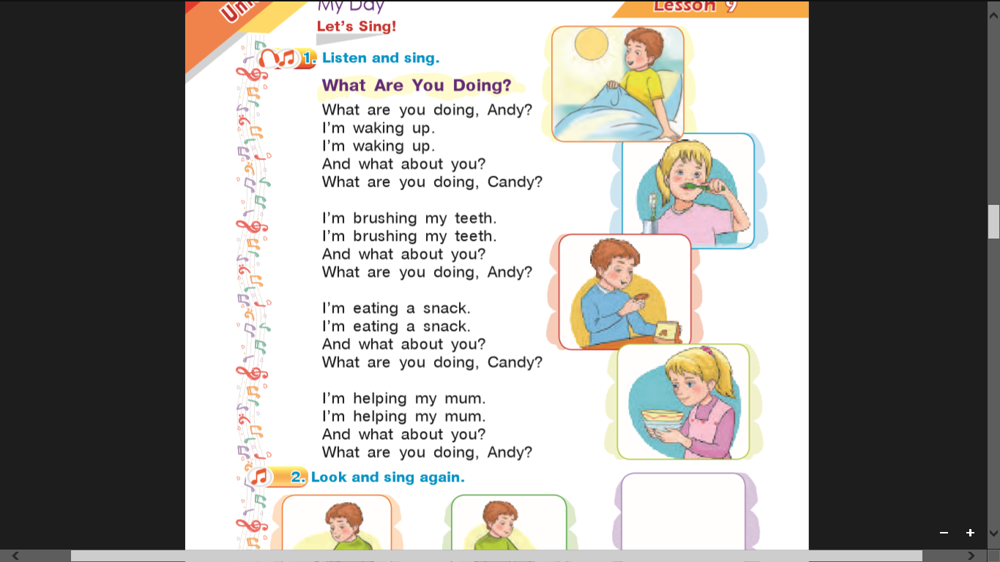 My Day
Lesson 9
Let's Sing!
1. Listen and sing.
What Are You Doing?
What are you doing, Andy?
I'm waking up.
I'm waking up.
And what about you?
What are you doing, Candy?
I'm brushing my teeth.
I'm brushing my teeth.
And what about you?
What are you doing, Andy?
I'm eating a snack.
I'm eating a snack.
And what about you?
What are you doing, Candy?
I'm helping my mum.
I'm helping my mum.
And what about you?
What are you doing, Andy?
2. Look and sing again.